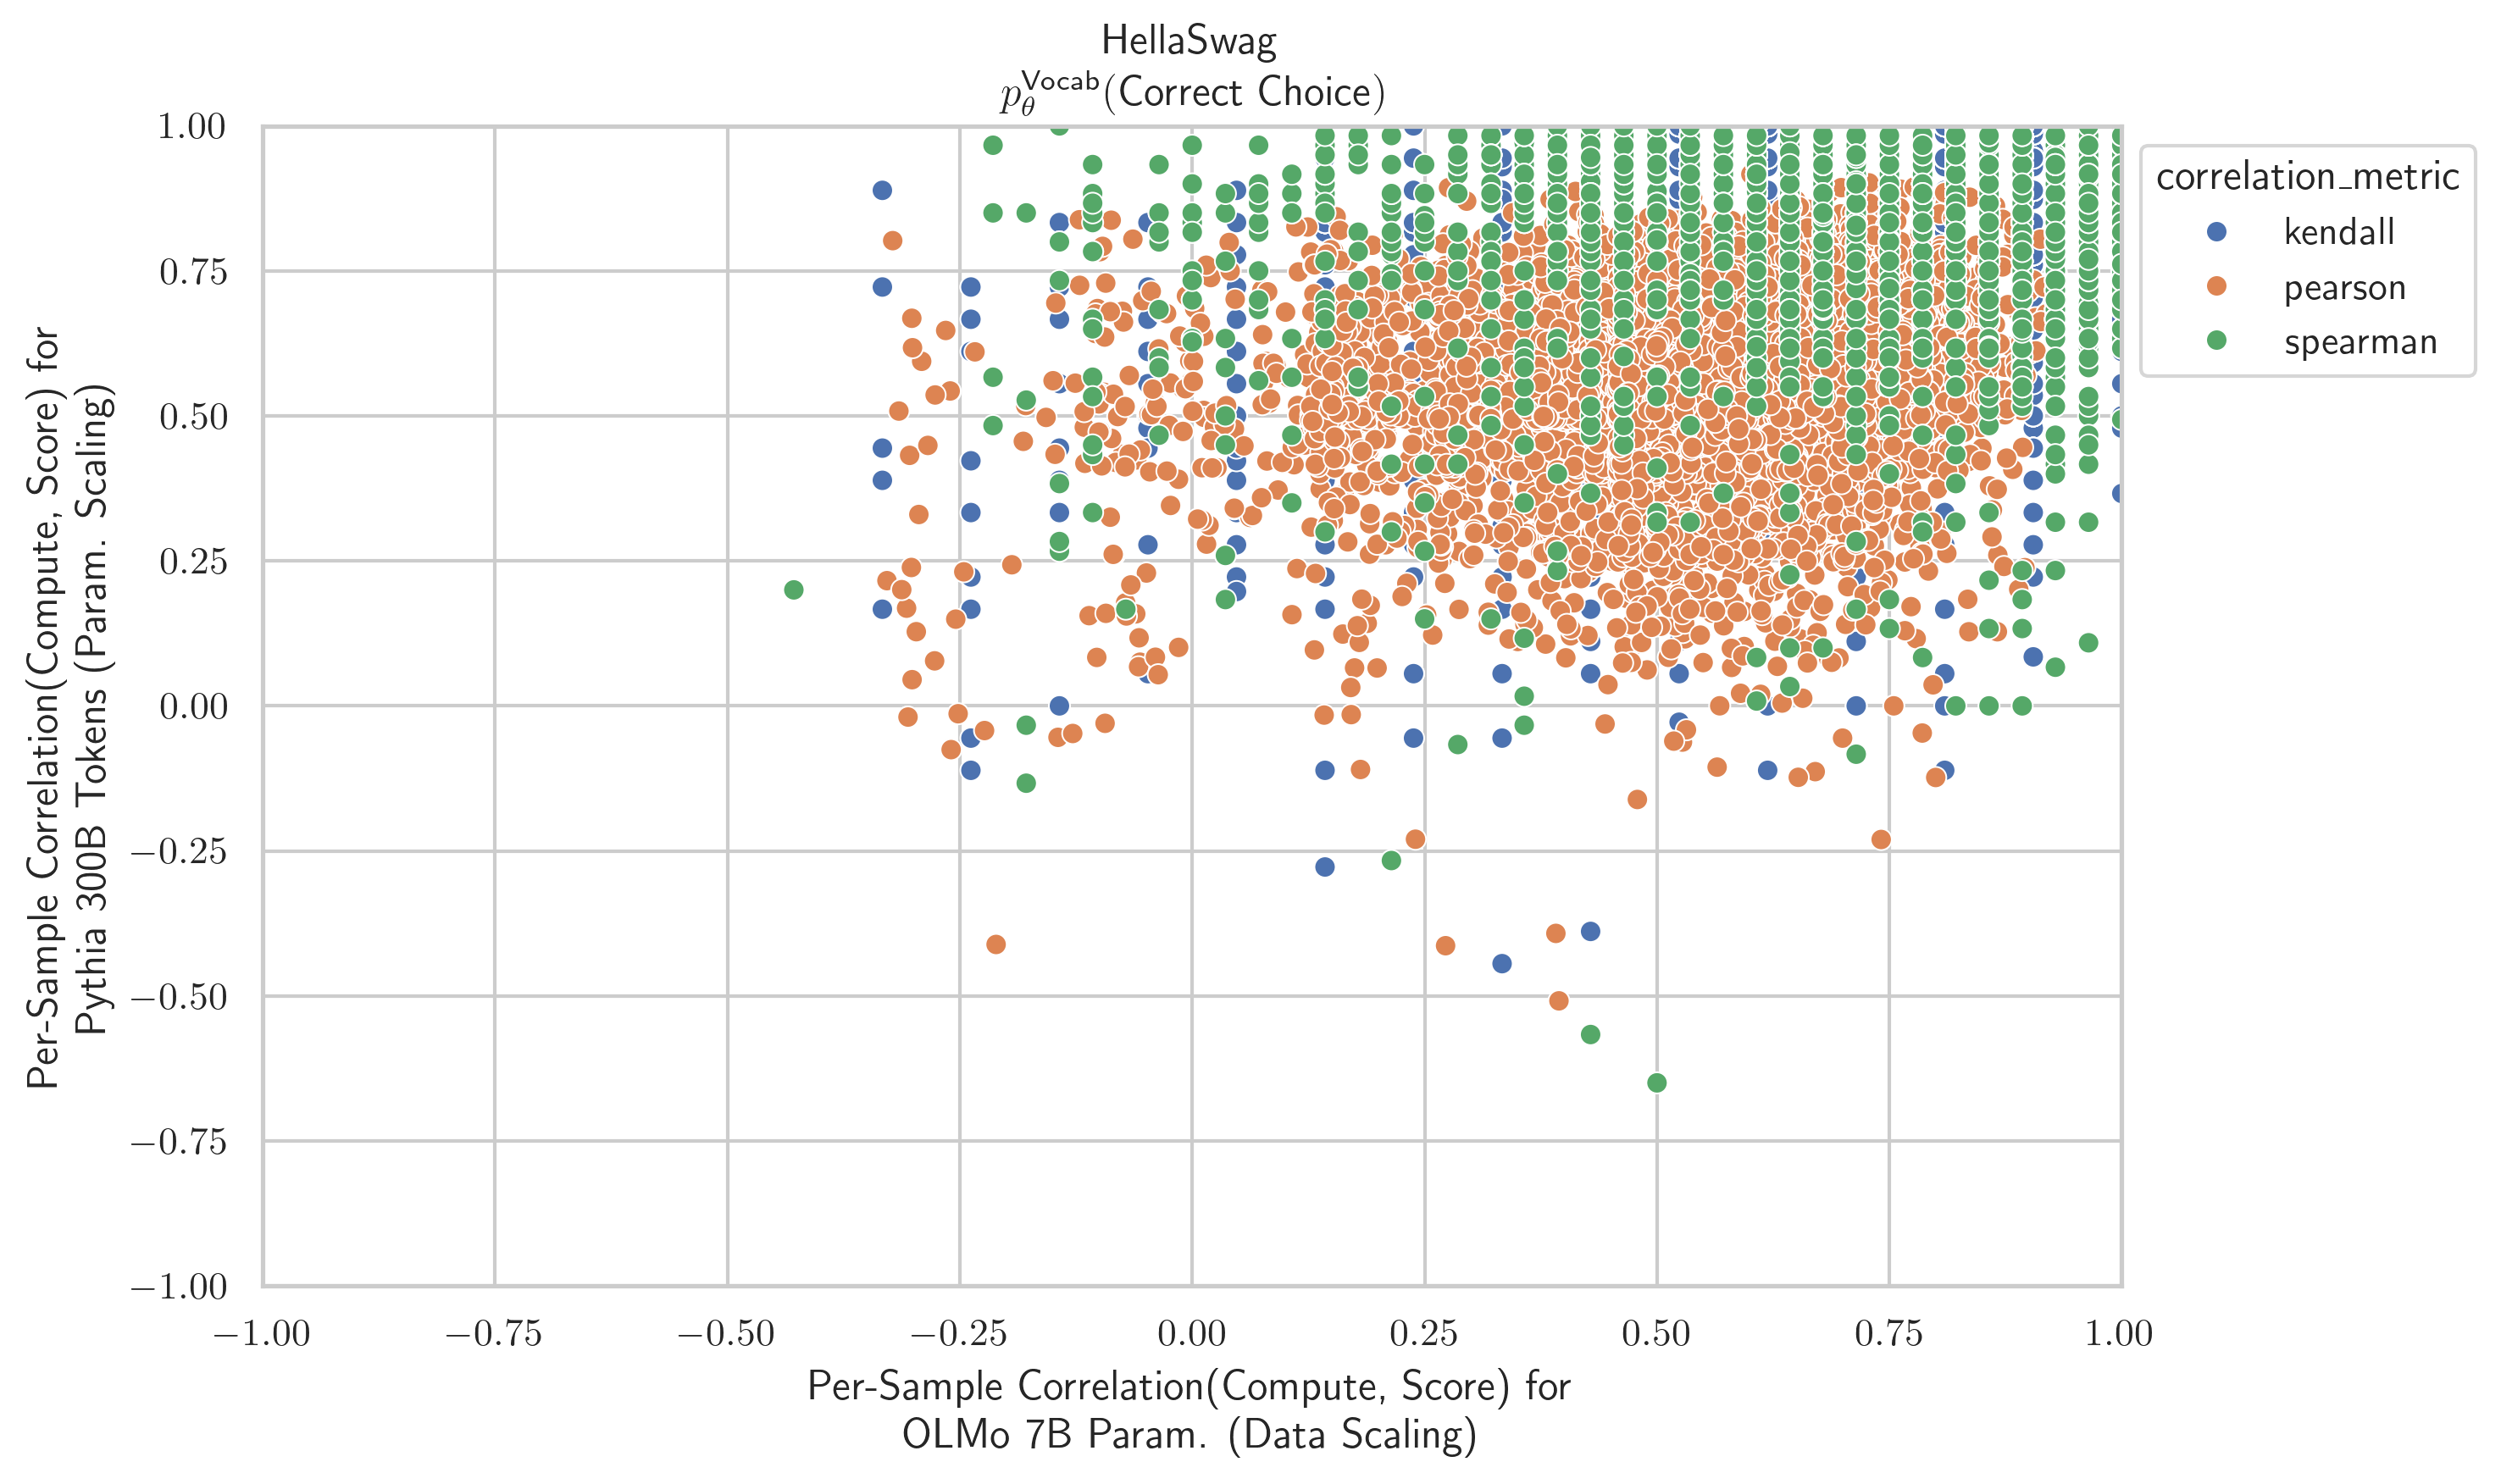 HellaSwag
p_θ^Vocab(Correct Choice)
1.00
0.75
0.50
0.25
0.00
−0.25
−0.50
−0.75
−1.00
Per-Sample Correlation(Compute, Score) for
Pythia 300B Tokens (Param. Scaling)
−1.00 −0.75 −0.50 −0.25 0.00 0.25 0.50 0.75 1.00
Per-Sample Correlation(Compute, Score) for
OLMo 7B Param. (Data Scaling)
correlation_metric
kendall
pearson
spearman